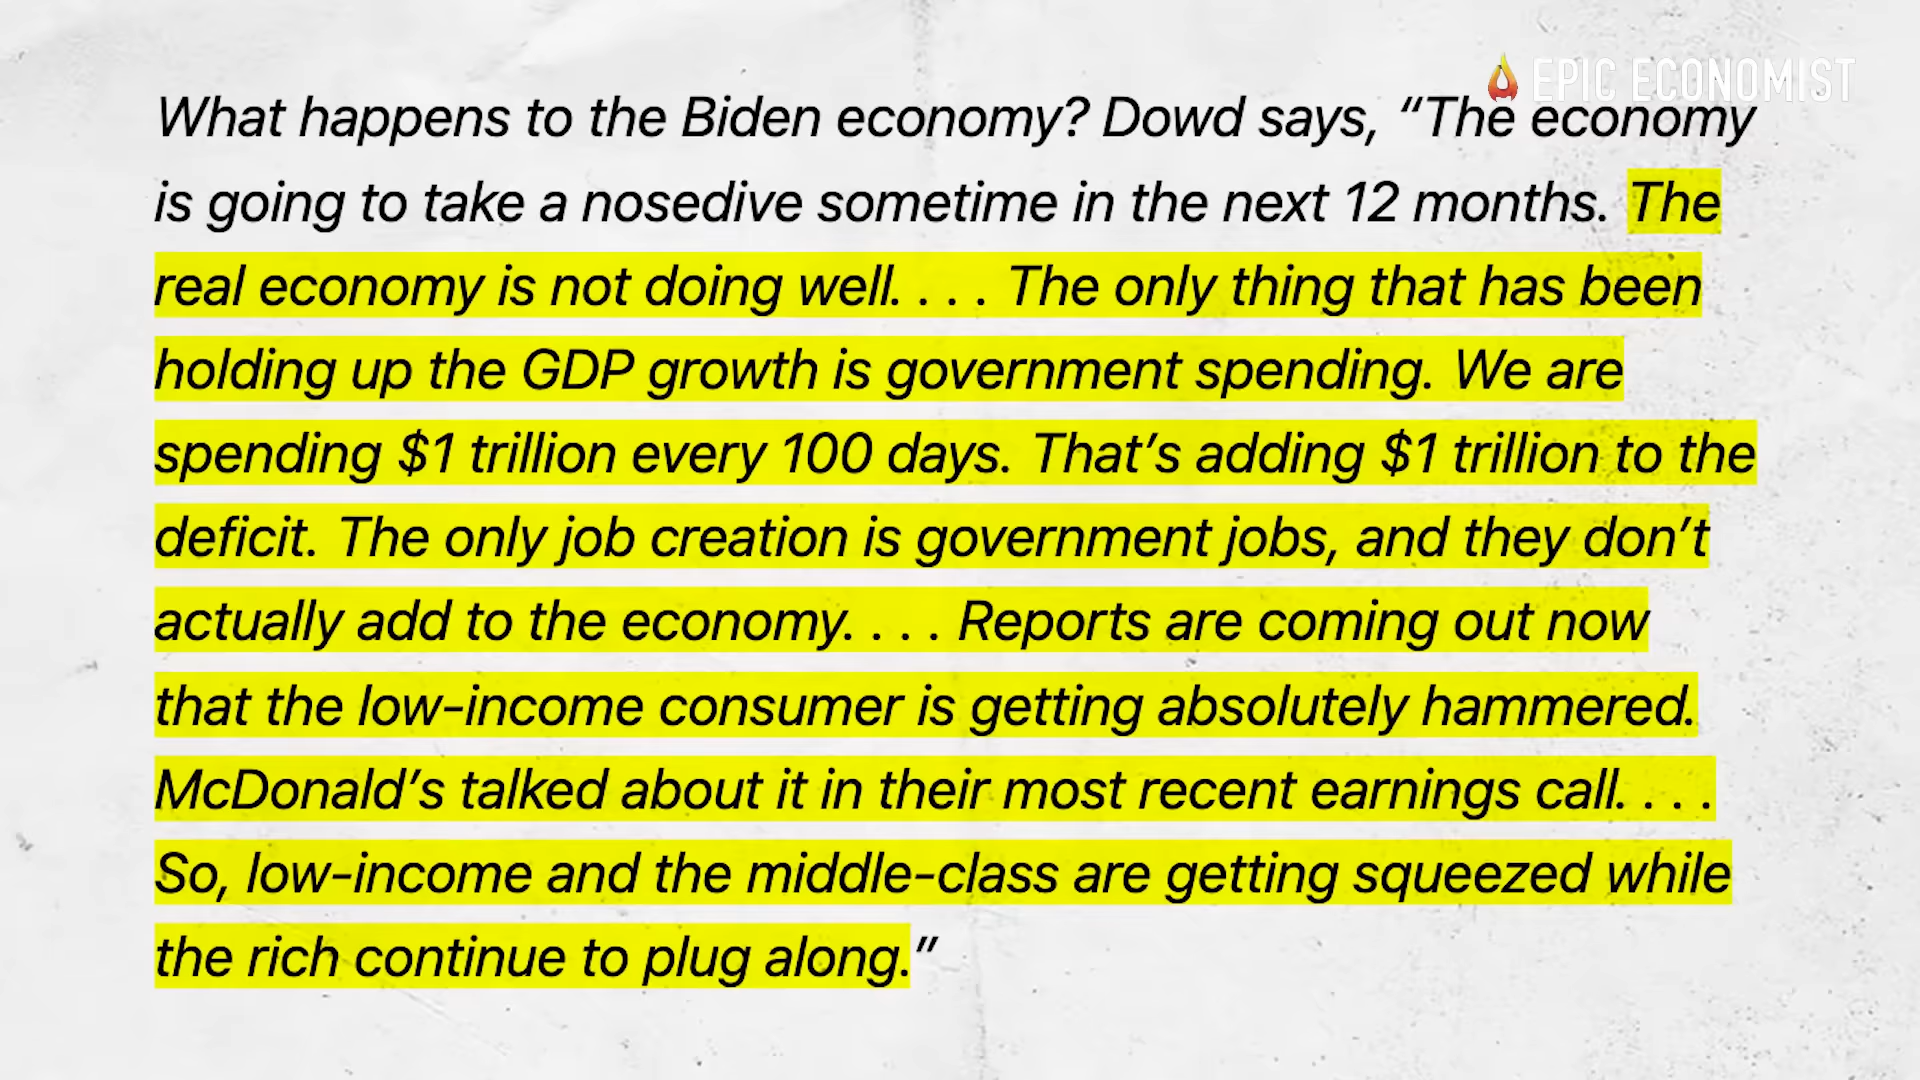 EPIC ECONOMIST
What happens to the Biden economy? Dowd says, “The economy
is going to take a nosedive sometime in the next 12 months. The
real economy is not doing well. . . . The only thing that has been
holding up the GDP growth is government spending. We are
spending $1 trillion every 100 days. That’s adding $1 trillion to the
deficit. The only job creation is government jobs, and they don’t
actually add to the economy. . . . Reports are coming out now
that the low-income consumer is getting absolutely hammered.
McDonald’s talked about it in their most recent earnings call. . . .
So, low-income and the middle-class are getting squeezed while
the rich continue to plug along.”